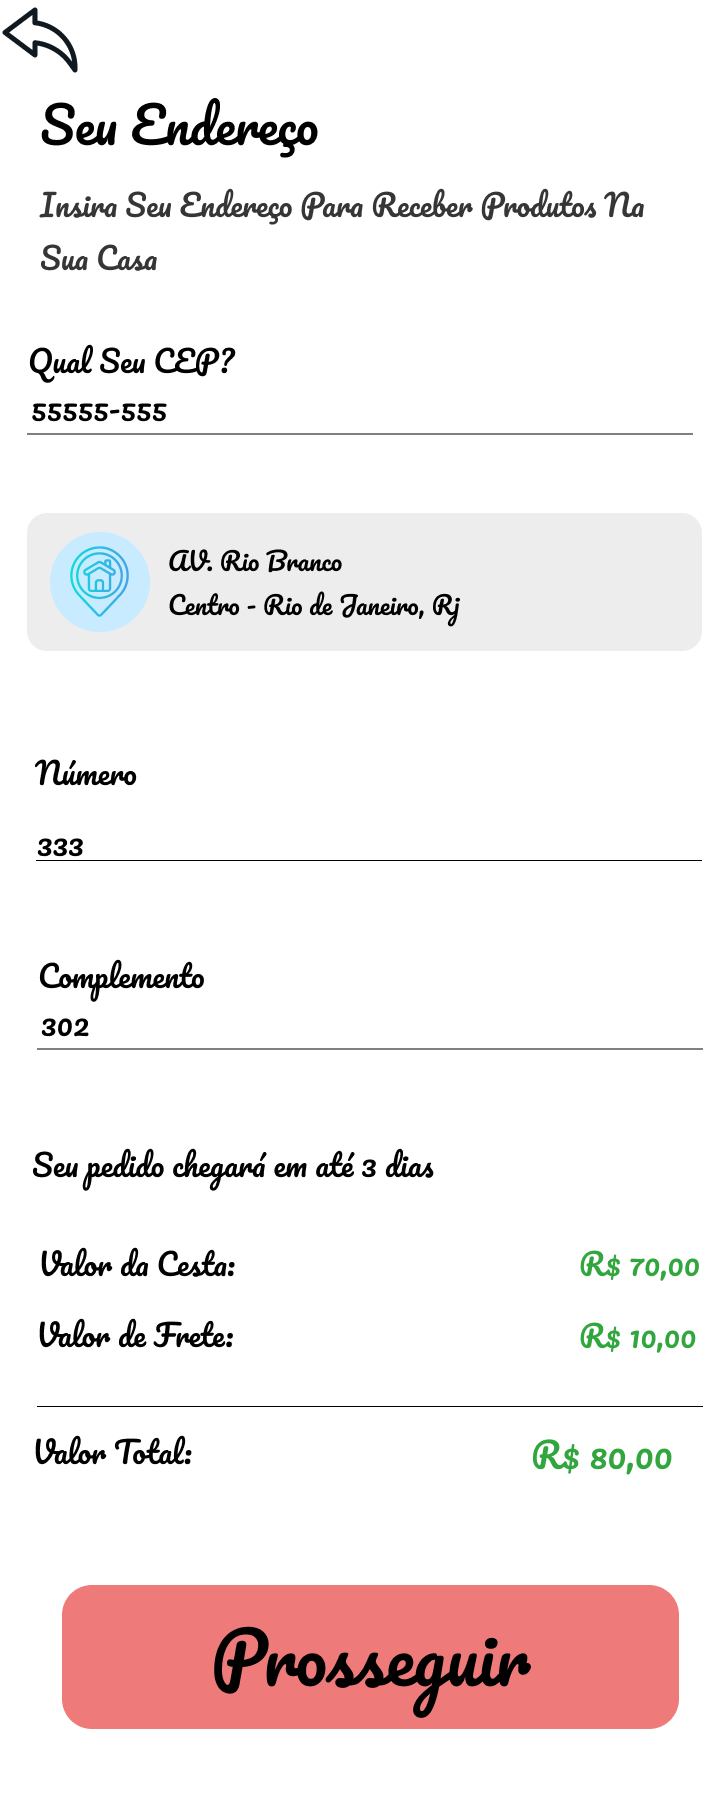 Seu Endereço
Insira Seu Endereço Para Receber Produtos Na
Sua Casa
Qual Seu CEP?
55555-555
AV. Rio Branco
Centro - Rio de Janeiro, Rj
Número
333
Complemento
302
Seu pedido chegará em até 3 dias
Valor da Cesta: R$ 70,00
Valor de Frete: R$ 10,00
Valor Total: R$ 80,00
Prosseguir